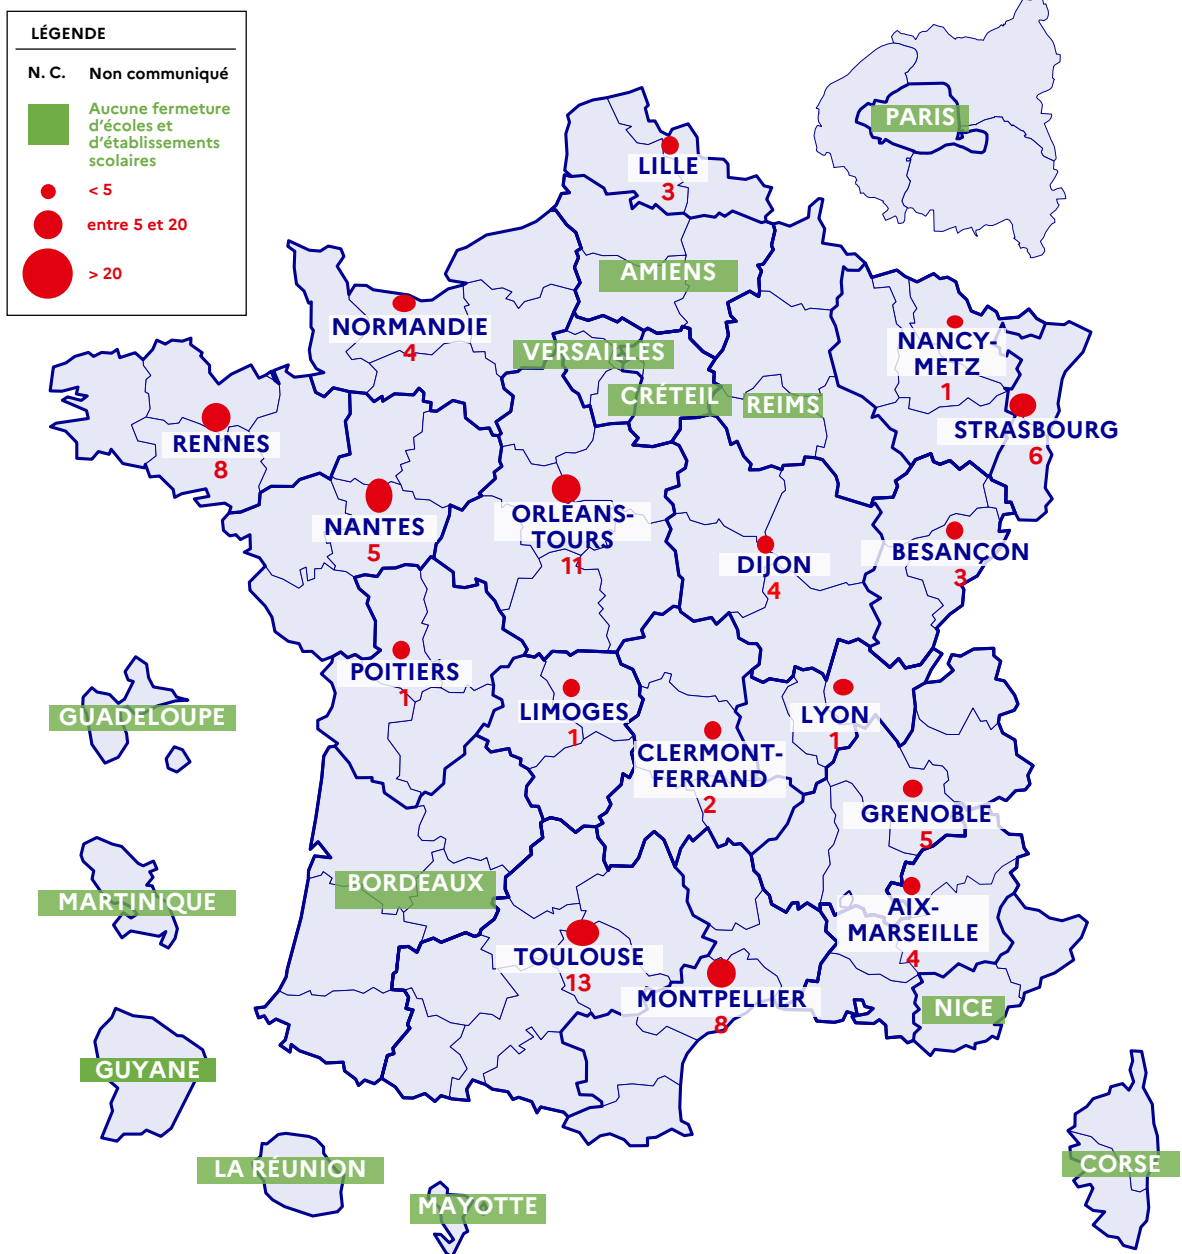 LÉGENDE
N. C. Non communiqué
Aucune fermeture
d'écoles et
d'établissements
scolaires
< 5
entre 5 et 20
> 20
PARIS
LILLE
3
AMIENS
NORMANDIE
4
VERSAILLES
CRÉTEIL
REIMS
NANCY-
METZ
1
STRASBOURG
6
RENNES
8
NANTES
5
ORLÉANS-
TOURS
11
DIJON
4
BESANÇON
3
POITIERS
1
LIMOGES
1
LYON
1
CLERMONT-
FERRAND
2
GRENOBLE
5
GUADELOUPE
MARTINIQUE
BORDEAUX
AIX-
MARSEILLE
4
TOULOUSE
13
MONTPELLIER
8
NICE
GUYANE
LA RÉUNION
MAYOTTE
CORSE